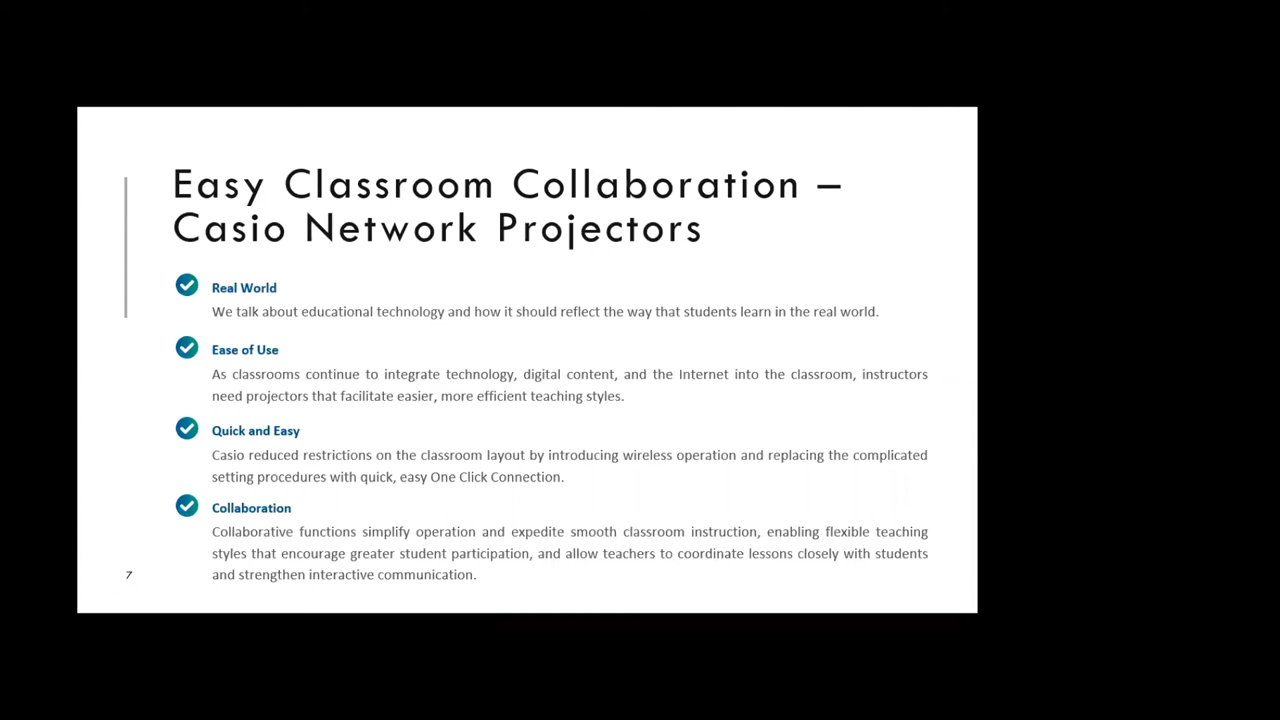 Easy Classroom Collaboration –
Casio Network Projectors
Real World
We talk about educational technology and how it should reflect the way that students learn in the real world.
Ease of Use
As classrooms continue to integrate technology, digital content, and the Internet into the classroom, instructors
need projectors that facilitate easier, more efficient teaching styles.
Quick and Easy
Casio reduced restrictions on the classroom layout by introducing wireless operation and replacing the complicated
setting procedures with quick, easy One Click Connection.
Collaboration
Collaborative functions simplify operation and expedite smooth classroom instruction, enabling flexible teaching
styles that encourage greater student participation, and allow teachers to coordinate lessons closely with students
and strengthen interactive communication.
7